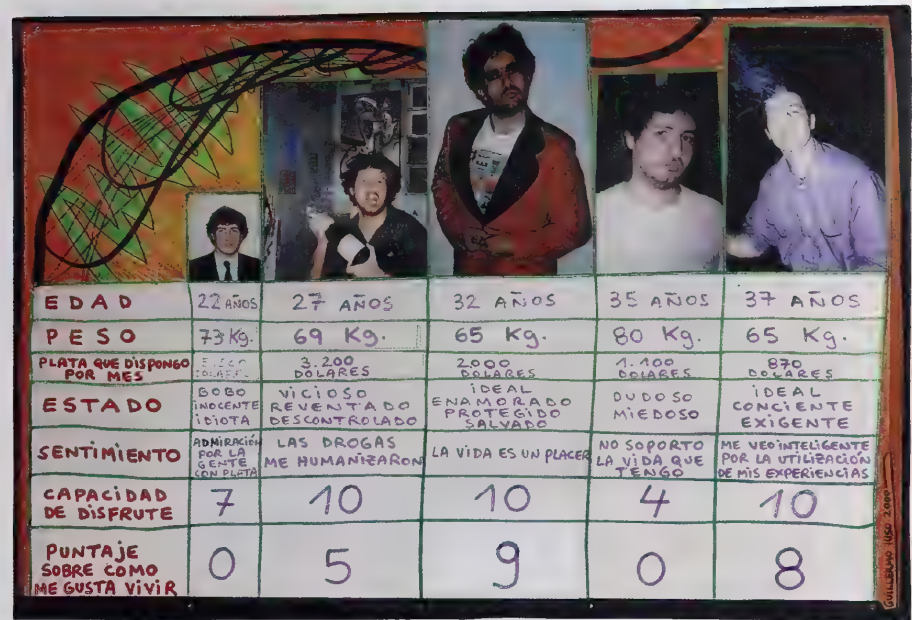 EDAD 22 AÑOS 27 AÑOS 32 AÑOS 35 AÑOS 37 AÑOS
PESO 73 Kg. 69 Kg. 65 Kg. 80 Kg. 65 Kg.
PLATA QUE DISPONGO 3.200 2000 1.100 870
POR MES DOLARES DOLARES DOLARES DOLARES
ESTADO
BOBO
INOCENTE
IDIOTA
VICIOSO
REVENTADO
DESCONTROLADO
IDEAL
ENAMORADO
PROTEGIDO
SALVADO
DUDOSO
MIEDOSO
IDEAL
CONCIENTE
EXIGENTE
SENTIMIENTO
ADMIRACIÓN
POR LA
GENTE
CON PLATA
LAS DROGAS
ME HUMANIZARON
LA VIDA ES UN PLACER
NO SOPORTO
LA VIDA QUE
TENGO
ME VEO INTELIGENTE
POR LA UTILIZACIÓN
DE MIS EXPERIENCIAS
CAPACIDAD
DE DISFRUTE
7 10 10 4 10
PUNTAJE
SOBRE COMO
ME GUSTA VIVIR
0 5 9 0 8
GUILLERMO IUSO 2000